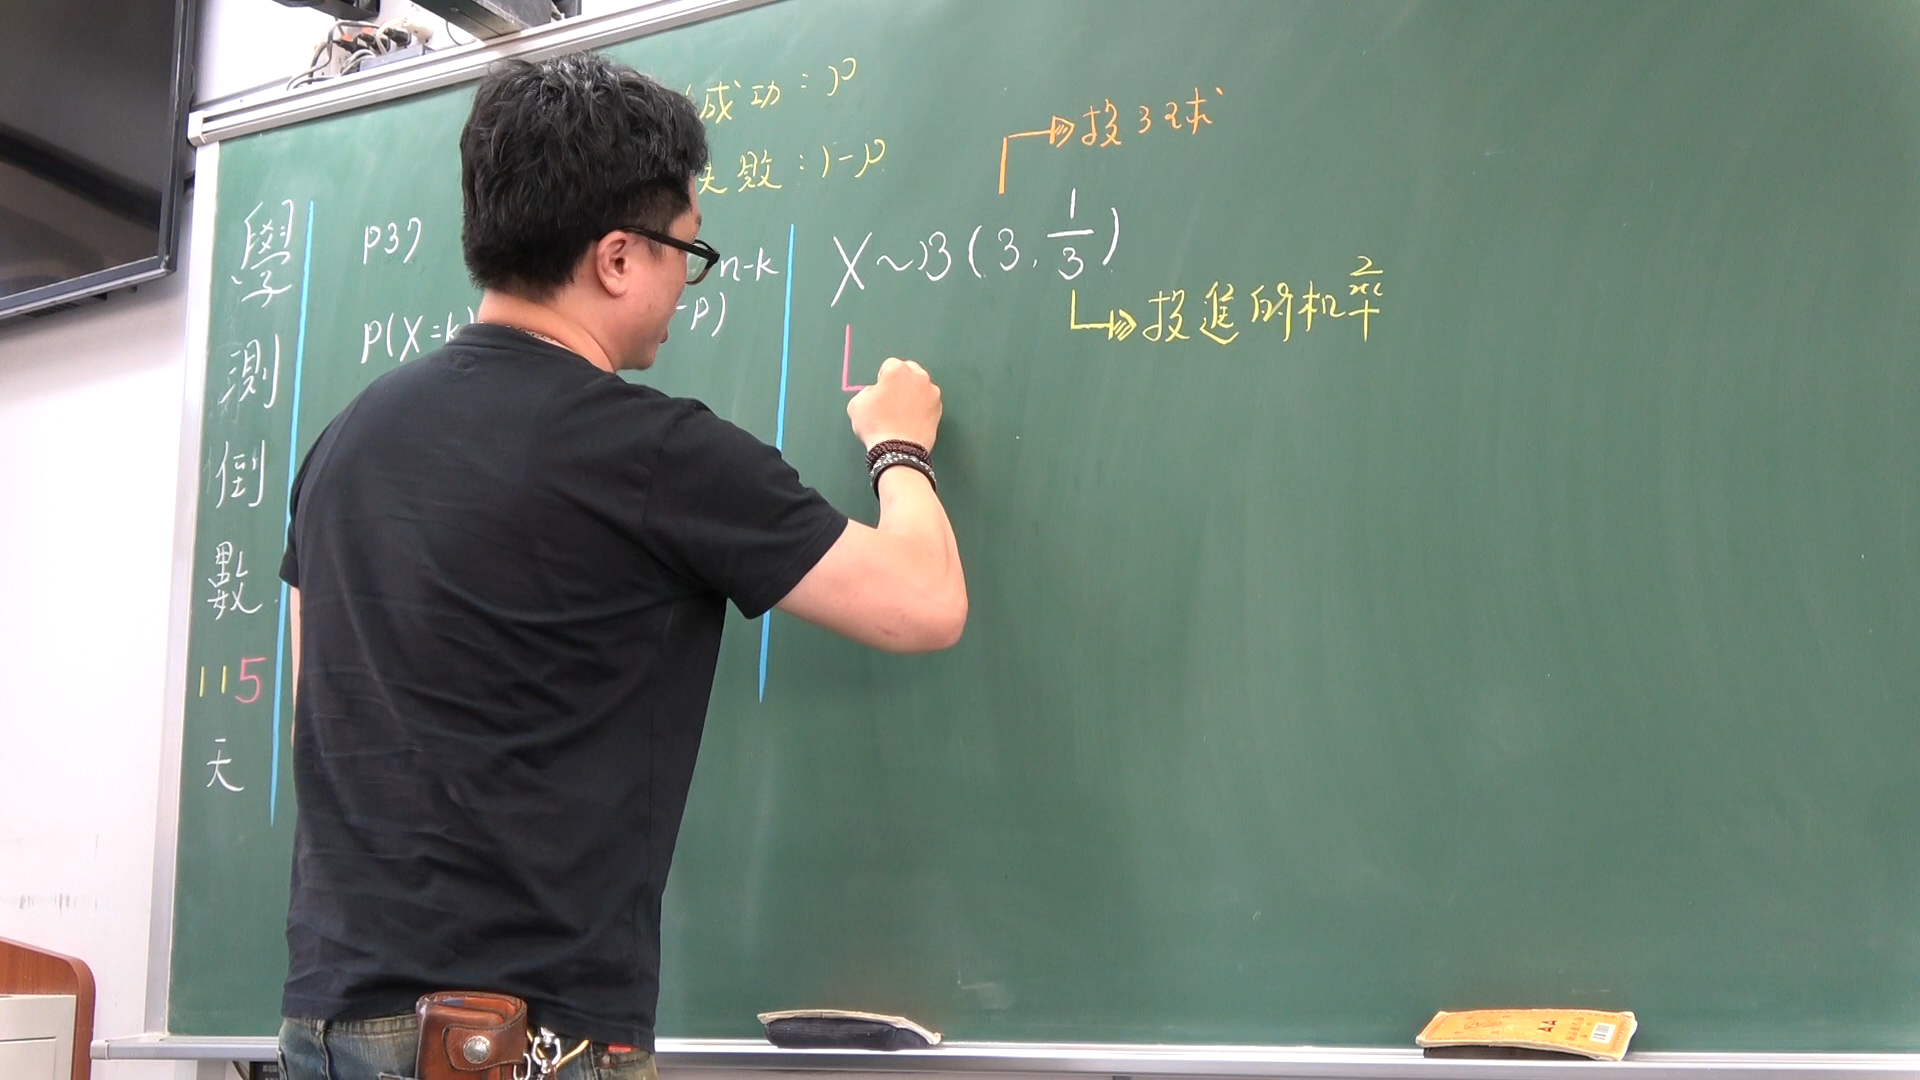 學測倒數115天
成功：P
失敗：1-P
P37
P(X=k)
-P)
n-k
投3球
X~B(3, 1/3)
投進的机率